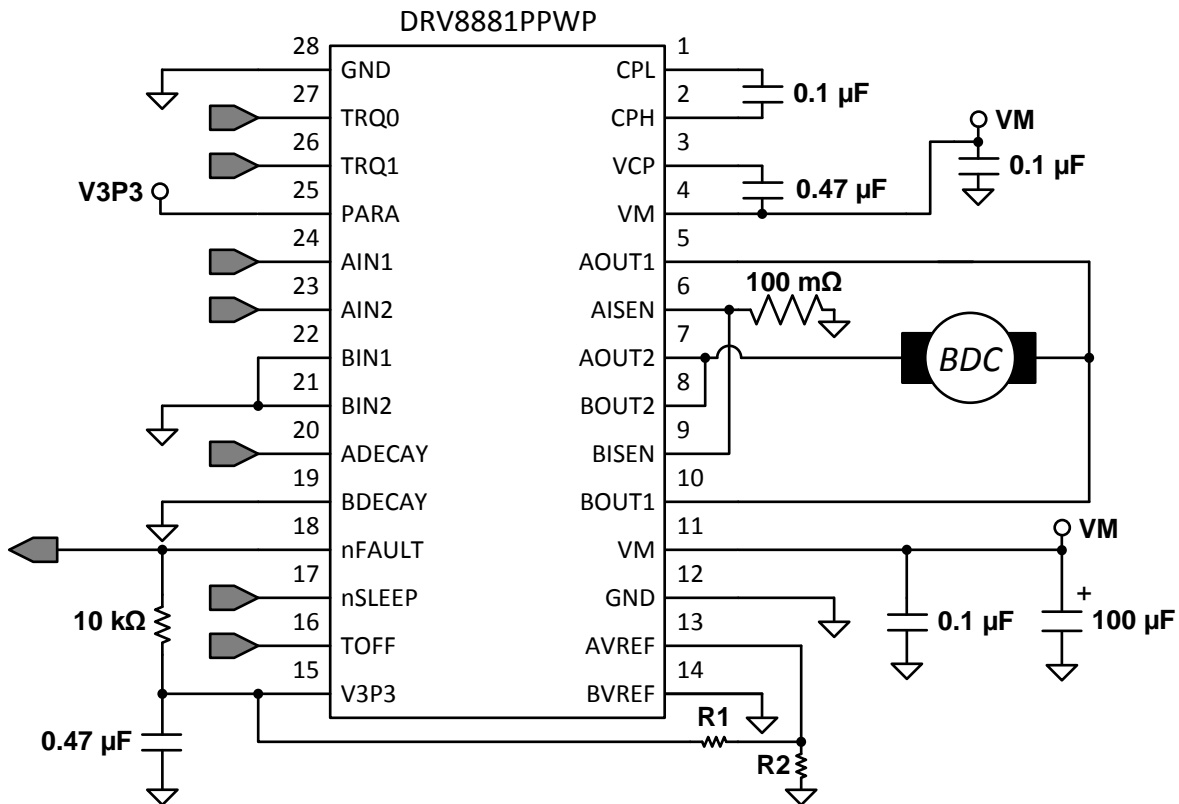 DRV8881PPWP
28 GND CPL 1
27 TRQ0 CPH 2
0.1 µF
26 TRQ1 VCP 3
VM
0.1 µF
V3P3
25 PARA VM 4
0.47 µF
24 AIN1 AOUT1 5
23 AIN2 AISEN 6
100 mΩ
22 BIN1 AOUT2 7
BDC
21 BIN2 BOUT2 8
20 ADECAY BISEN 9
19 BDECAY BOUT1 10
18 nFAULT VM 11
VM
17 nSLEEP GND 12
10 kΩ
0.1 µF
+
100 µF
16 TOFF AVREF 13
15 V3P3 BVREF 14
R1
0.47 µF
R2